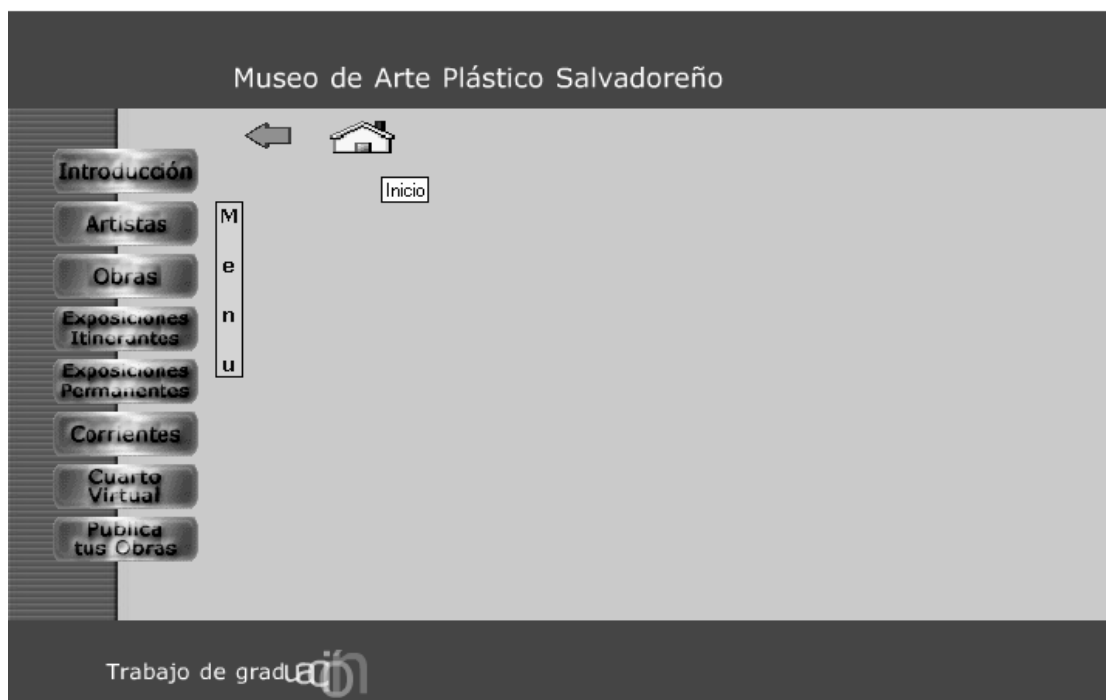 Museo de Arte Plástico Salvadoreño
Inicio
Introducción
Artistas
Obras
Exposiciones
Itinerantes
Exposiciones
Permanentes
Corrientes
Cuarto
Virtual
Publica
tus Obras
M
e
n
u
Trabajo de graduación